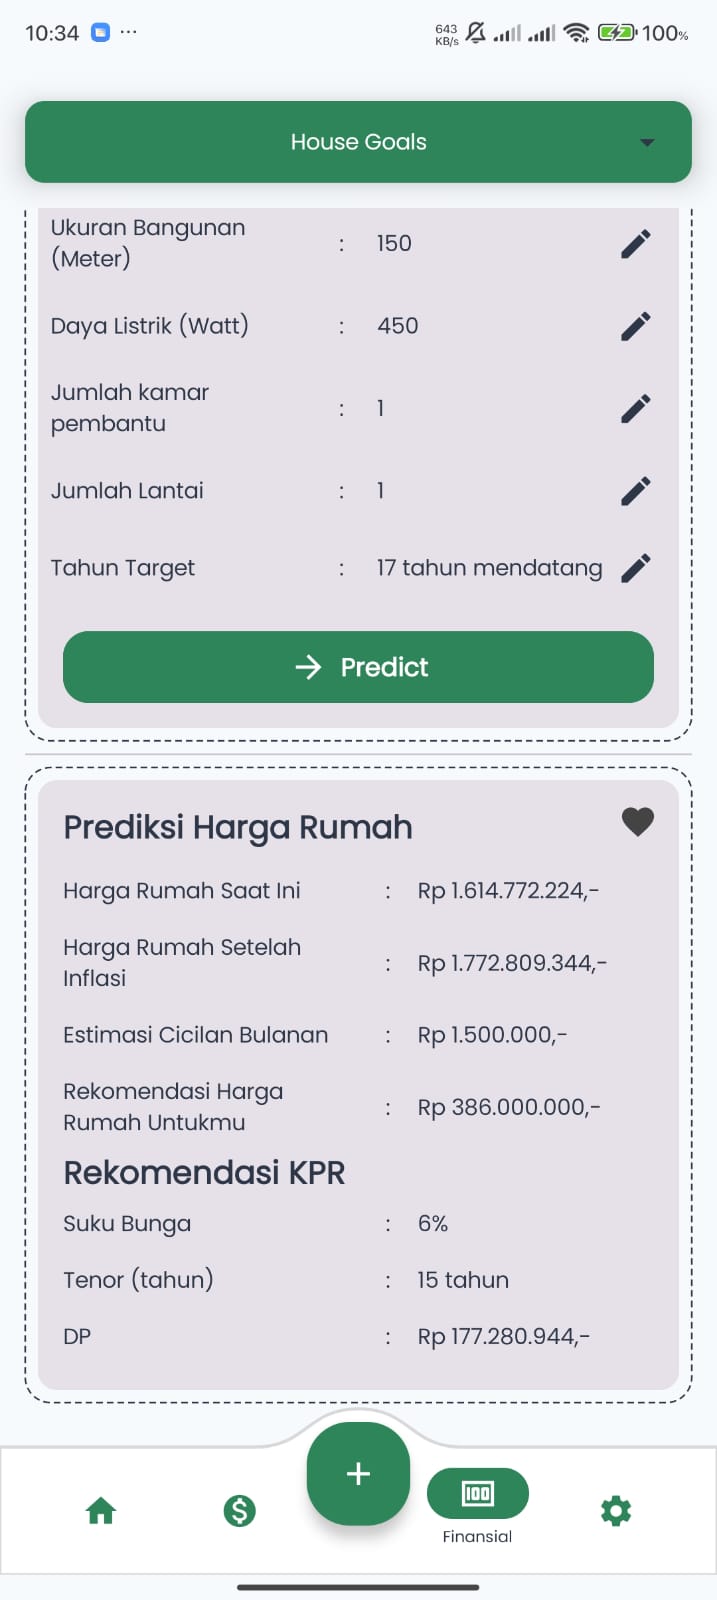 10:34 ... 643 KB/s 100%
House Goals
Ukuran Bangunan
(Meter) : 150
Daya Listrik (Watt) : 450
Jumlah kamar
pembantu : 1
Jumlah Lantai : 1
Tahun Target : 17 tahun mendatang
→ Predict
Prediksi Harga Rumah
Harga Rumah Saat Ini : Rp 1.614.772.224,-
Harga Rumah Setelah
Inflasi : Rp 1.772.809.344,-
Estimasi Cicilan Bulanan : Rp 1.500.000,-
Rekomendasi Harga
Rumah Untukmu : Rp 386.000.000,-
Rekomendasi KPR
Suku Bunga : 6%
Tenor (tahun) : 15 tahun
DP : Rp 177.280.944,-
+
$ 100
Finansial